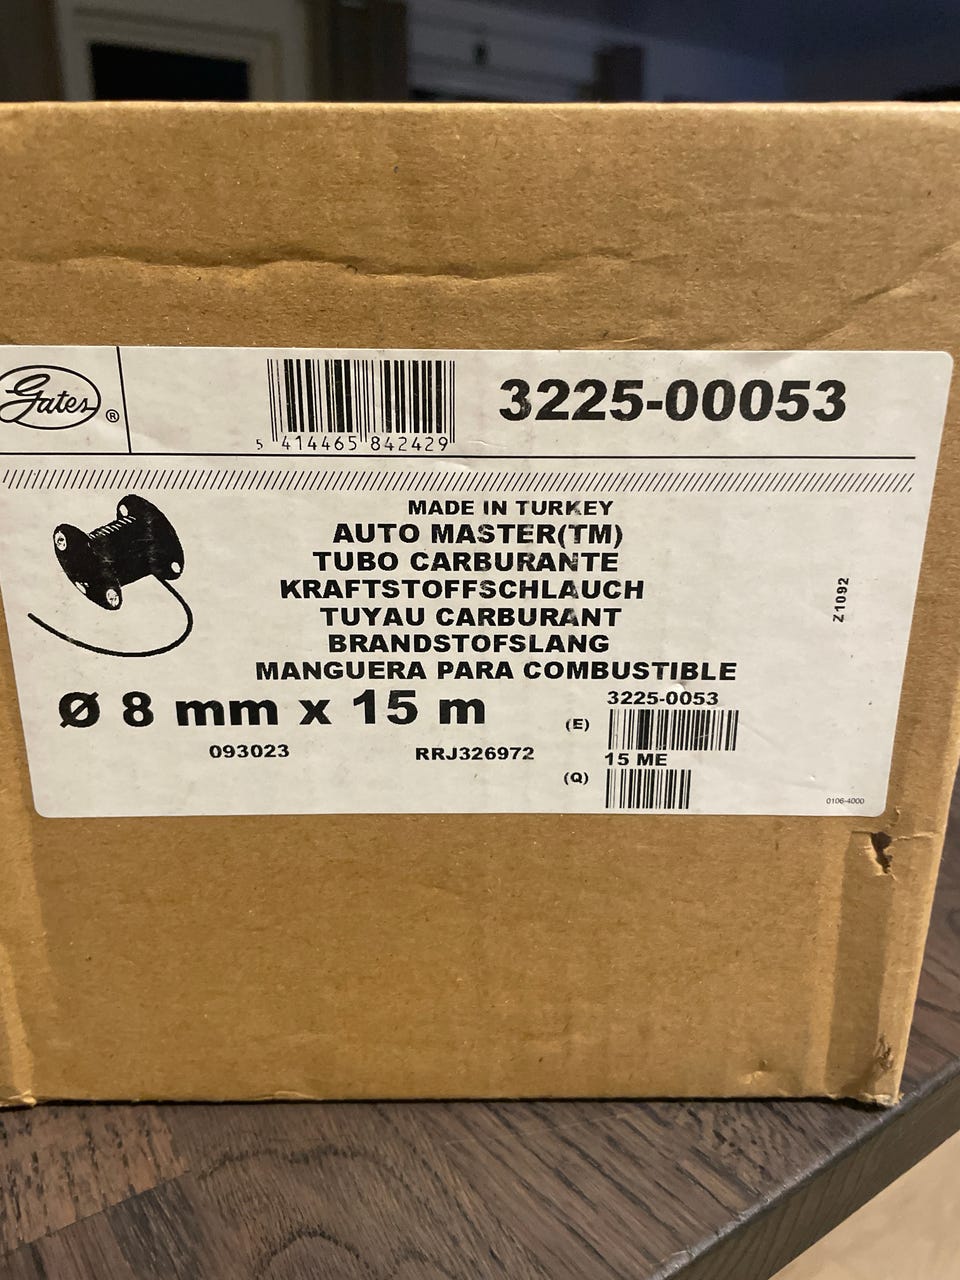 Gates®
5 414465 842429
3225-00053
MADE IN TURKEY
AUTO MASTER(TM)
TUBO CARBURANTE
KRAFTSTOFFSCHLAUCH
TUYAU CARBURANT
BRANDSTOFSLANG
MANGUERA PARA COMBUSTIBLE
Z1092
Ø 8 mm x 15 m
3225-0053
(E)
093023
RRJ326972
15 ME
(Q)
0106-4000